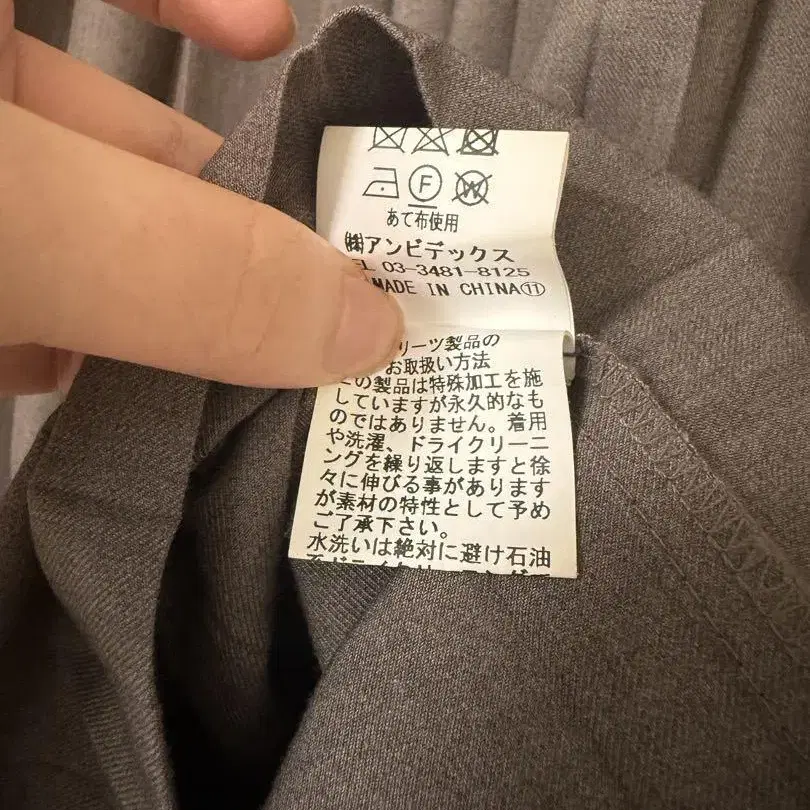 F W
あて布使用
㈱アンビデックス
03-3481-8125
MADE IN CHINA⑪
リーツ製品の
お取扱い方法
の製品は特殊加工を施
していますが永久的なも
のではありません。着用
や洗濯、ドライクリーニ
ングを繰り返しますと徐
々に伸びる事があります
が素材の特性として予め
ご了承下さい。
水洗いは絶対に避け石油